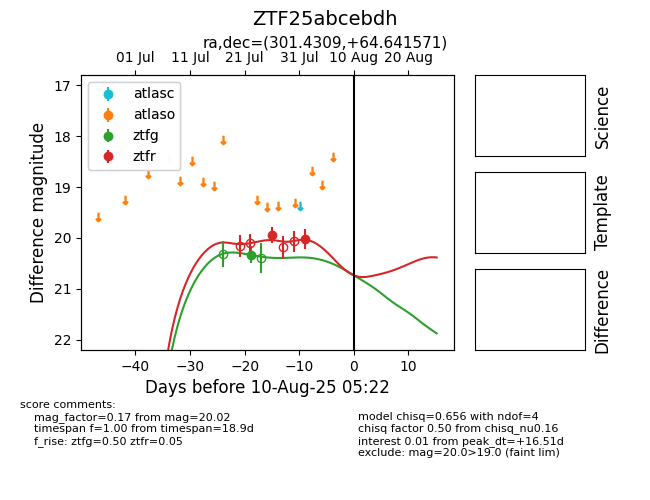 ZTF25abcebdh
ra,dec=(301.4309,+64.641571)
01 Jul 11 Jul 21 Jul 31 Jul 10 Aug 20 Aug
17
18
19
20
21
22
Difference magnitude
atlasc
atlaso
ztfg
ztfr
−40 −30 −20 −10 0 10
Days before 10-Aug-25 05:22
Science
Template
Difference
score comments:
mag_factor=0.17 from mag=20.02
timespan f=1.00 from timespan=18.9d
f_rise: ztfg=0.50 ztfr=0.05
model chisq=0.656 with ndof=4
chisq factor 0.50 from chisq_nu0.16
interest 0.01 from peak_dt=+16.51d
exclude: mag=20.0>19.0 (faint lim)